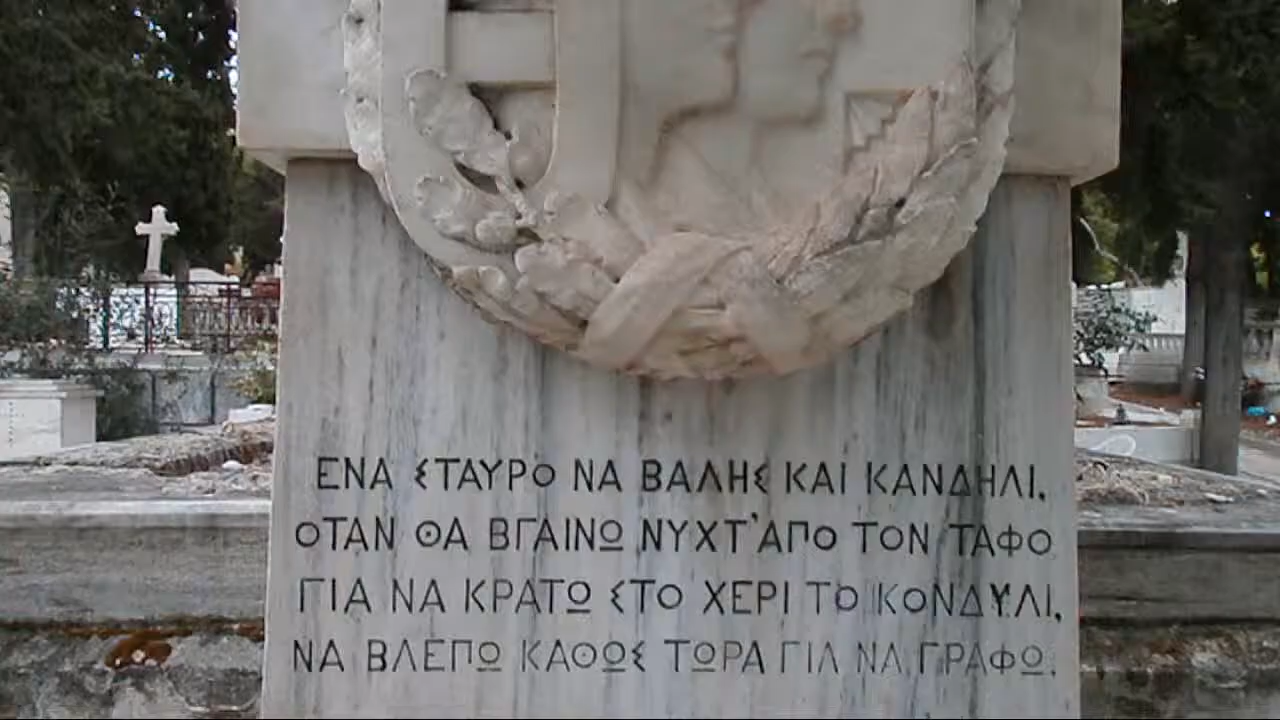 ΕΝΑ ΣΤΑΥΡΟ ΝΑ ΒΑΛΗΣ ΚΑΙ ΚΑΝΔΗΛΙ.
ΟΤΑΝ ΘΑ ΒΓΑΙΝΩ ΝΥΧΤ'ΑΠΟ ΤΟΝ ΤΑΦΟ
ΓΙΑ ΝΑ ΚΡΑΤΩ ΣΤΟ ΧΕΡΙ ΤΟ ΚΟΝΔΥΛΙ,
ΝΑ ΒΛΕΠΩ ΚΑΘΩΣ ΤΩΡΑ ΓΙΑ ΝΑ ΓΡΑΦΩ.